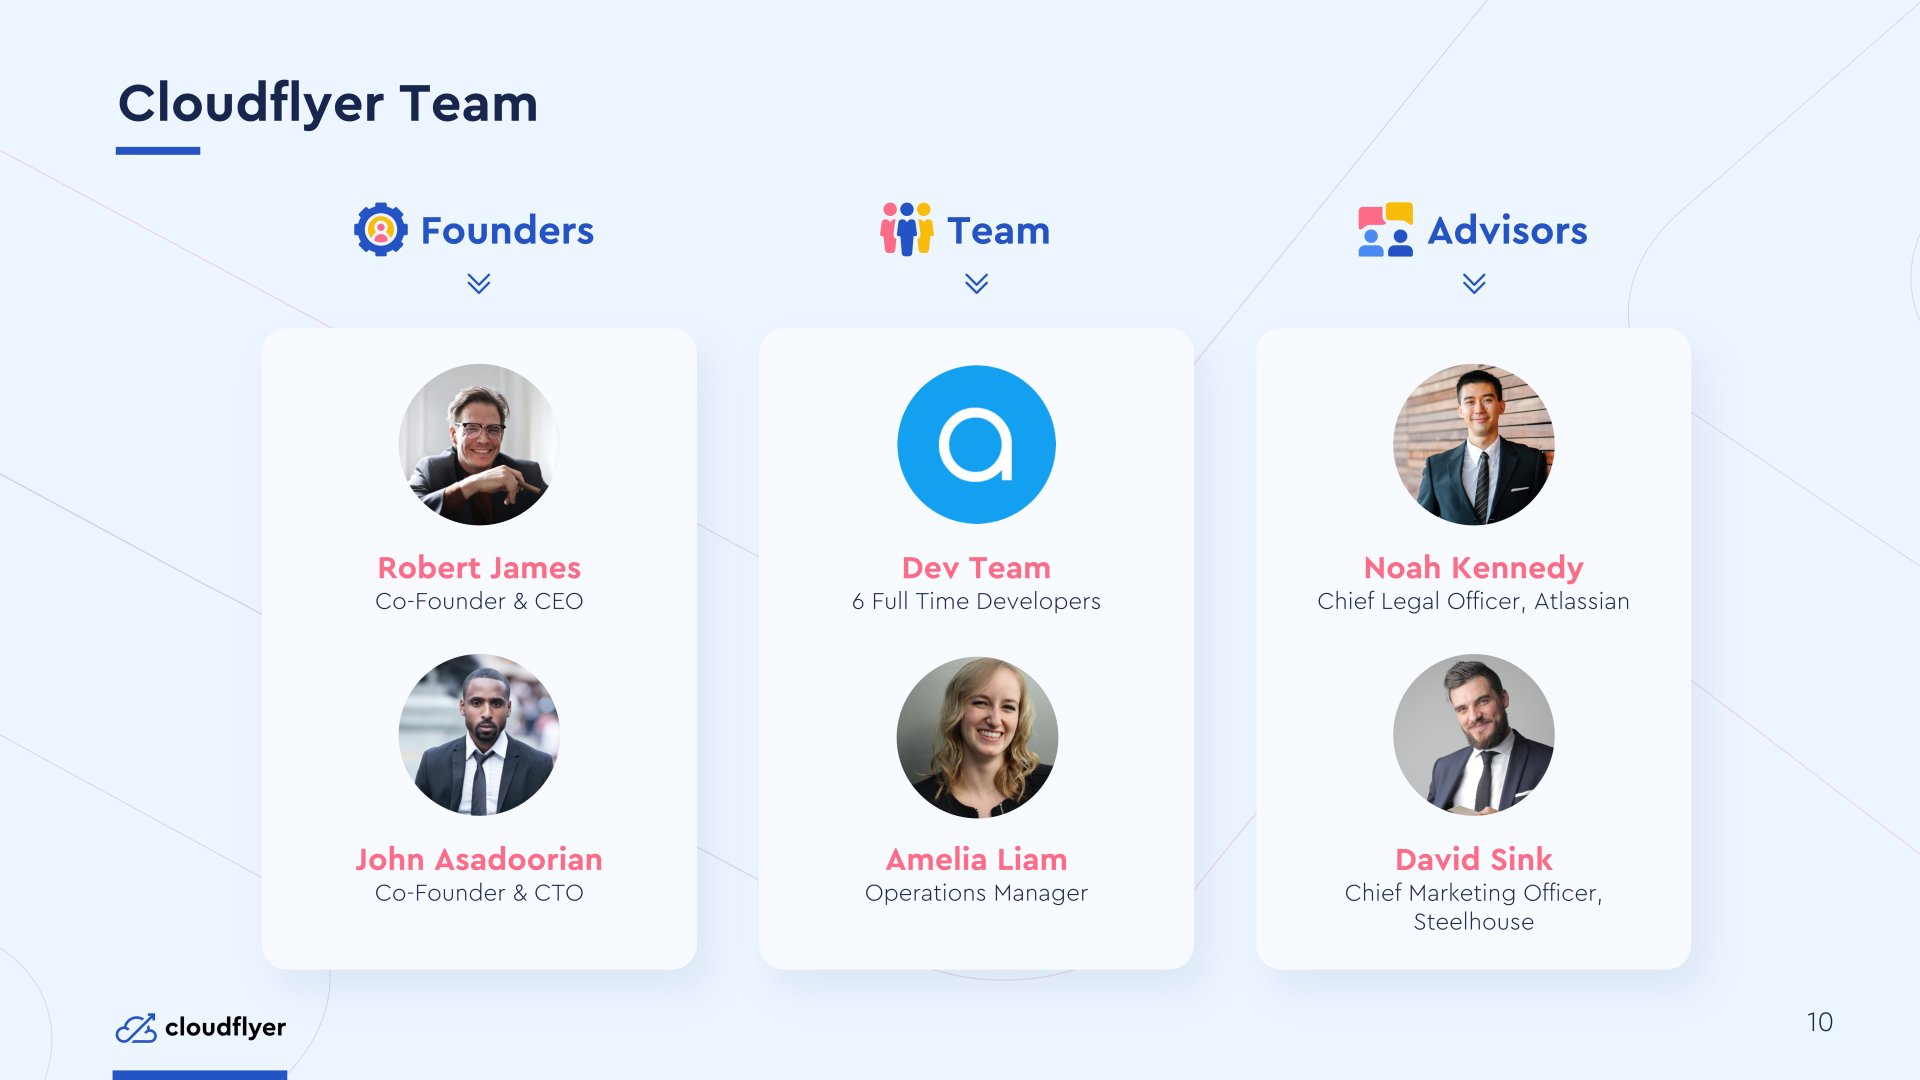 Cloudflyer Team
Founders
Robert James
Co-Founder & CEO
John Asadoorian
Co-Founder & CTO
Team
Dev Team
6 Full Time Developers
Amelia Liam
Operations Manager
Advisors
Noah Kennedy
Chief Legal Officer, Atlassian
David Sink
Chief Marketing Officer,
Steelhouse
cloudflyer
10